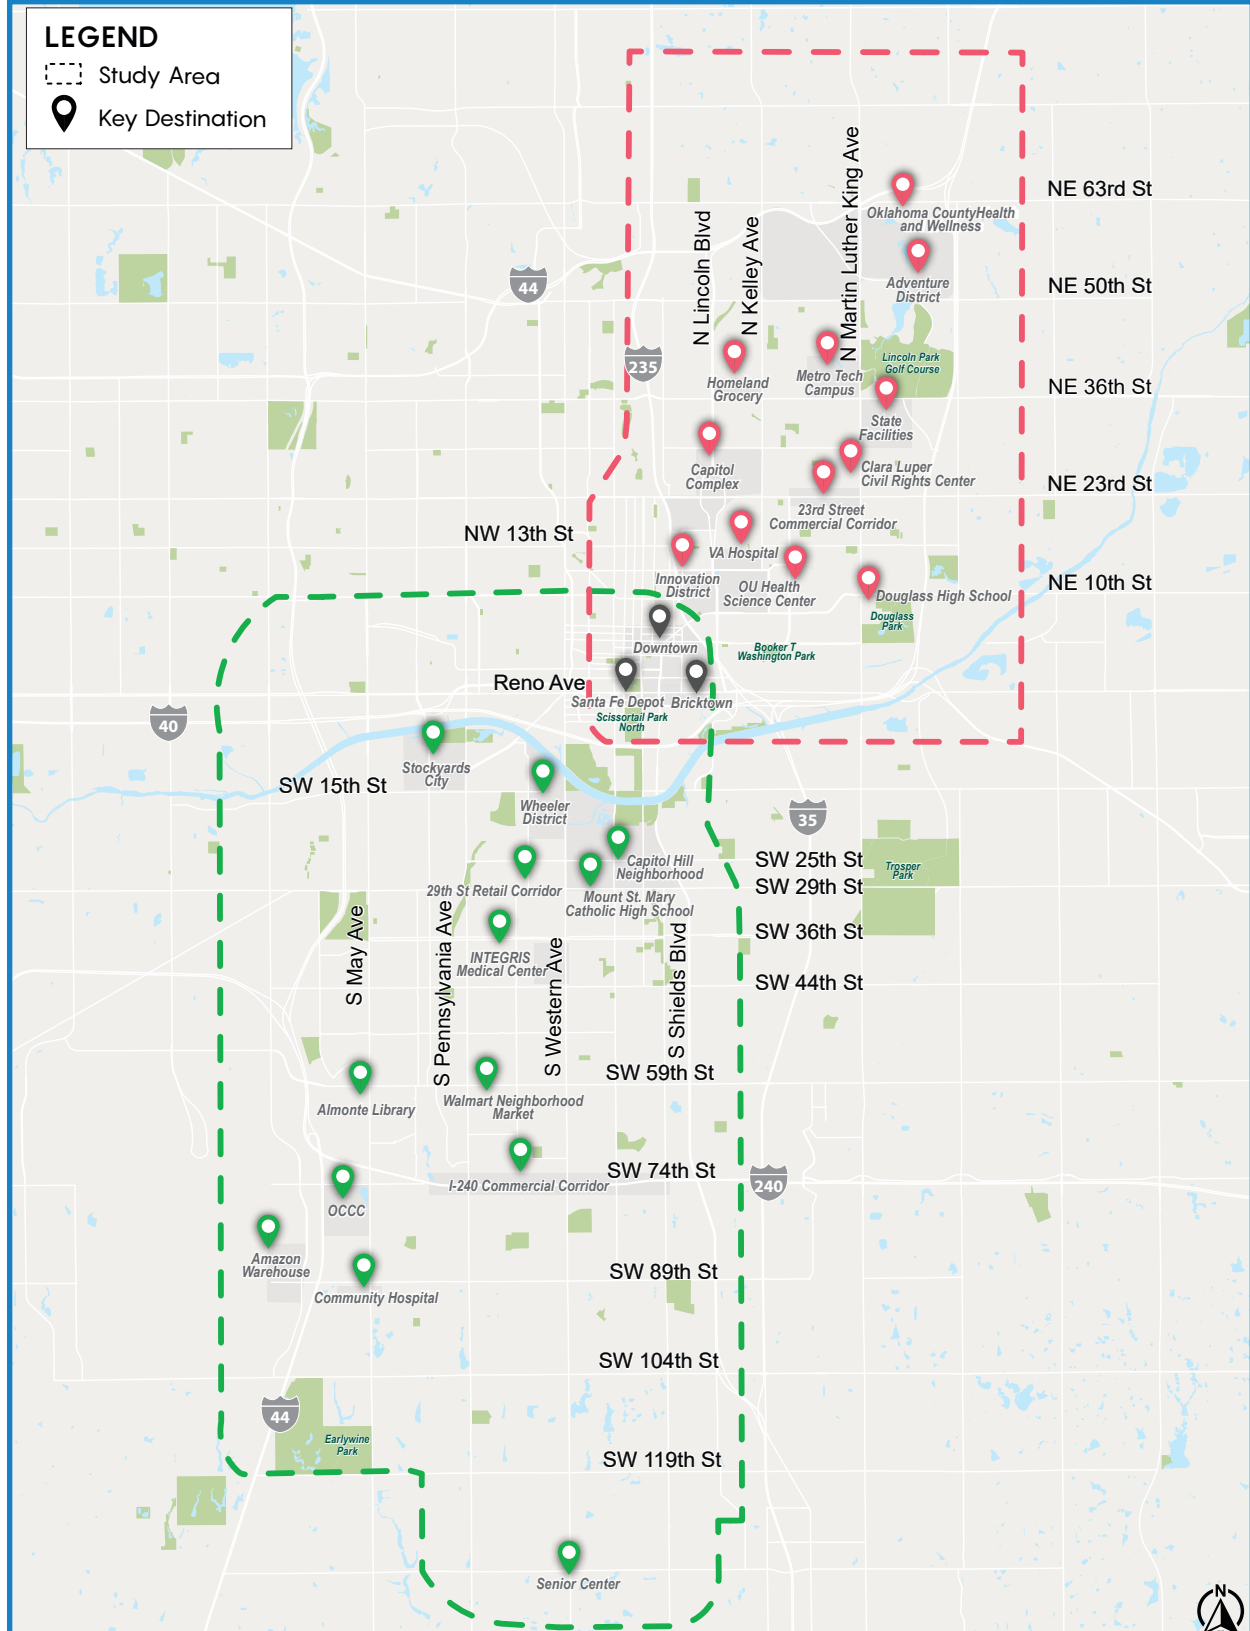 LEGEND
Study Area
Key Destination
N Lincoln Blvd
N Kelley Ave
N Martin Luther King Ave
NE 63rd St
Oklahoma CountyHealth
and Wellness
Adventure
District
NE 50th St
44
235
Homeland
Grocery
Metro Tech
Campus
Lincoln Park
Golf Course
NE 36th St
State
Facilities
Capitol
Complex
Clara Luper
Civil Rights Center
NE 23rd St
23rd Street
Commercial Corridor
NW 13th St
VA Hospital
Innovation
District
OU Health
Science Center
NE 10th St
Douglass High School
Douglass
Park
Downtown
Booker T
Washington Park
Reno Ave
Santa Fe Depot
Bricktown
Scissortail Park
North
40
Stockyards
City
SW 15th St
Wheeler
District
35
Capitol Hill
Neighborhood
SW 25th St
Trosper
Park
29th St Retail Corridor
SW 29th St
Mount St. Mary
Catholic High School
S May Ave
S Pennsylvania Ave
S Western Ave
S Shields Blvd
SW 36th St
INTEGRIS
Medical Center
SW 44th St
SW 59th St
Almonte Library
Walmart Neighborhood
Market
SW 74th St
I-240 Commercial Corridor
240
OCCC
Amazon
Warehouse
SW 89th St
Community Hospital
SW 104th St
44
Earlywine
Park
SW 119th St
Senior Center
N